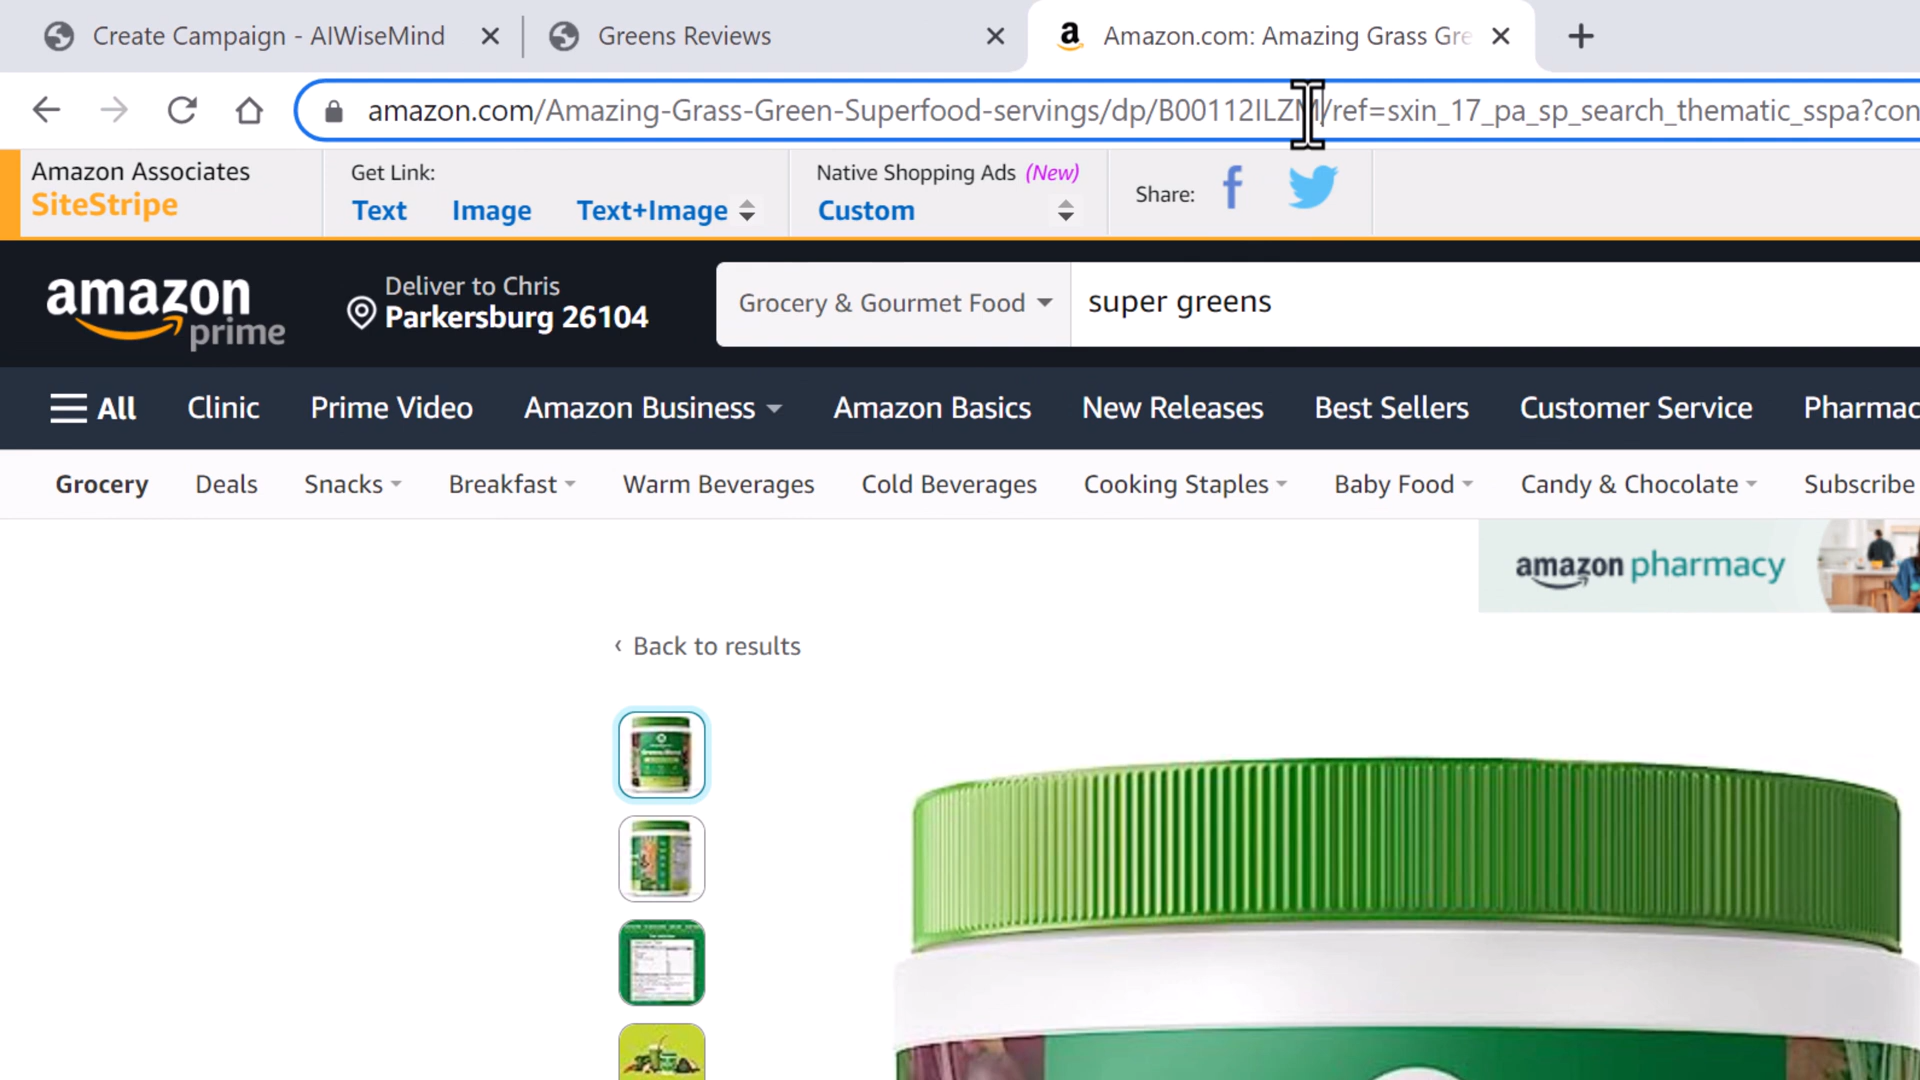 Create Campaign - AIWiseMind
Greens Reviews
Amazon.com: Amazing Grass Gre
amazon.com/Amazing-Grass-Green-Superfood-servings/dp/B00112ILZM/ref=sxin_17_pa_sp_search_thematic_sspa?con
Amazon Associates
SiteStripe
Get Link:
Text Image Text+Image
Native Shopping Ads (New)
Custom
Share:
amazon
prime
Deliver to Chris
Parkersburg 26104
Grocery & Gourmet Food
super greens
All Clinic Prime Video Amazon Business Amazon Basics New Releases Best Sellers Customer Service Pharmac
Grocery Deals Snacks Breakfast Warm Beverages Cold Beverages Cooking Staples Baby Food Candy & Chocolate Subscribe
amazon pharmacy
‹ Back to results